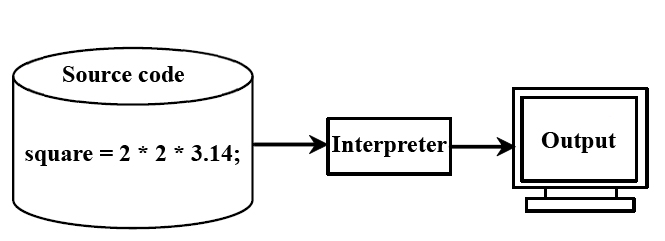 Source code
square = 2 * 2 * 3.14;
Interpreter
Output